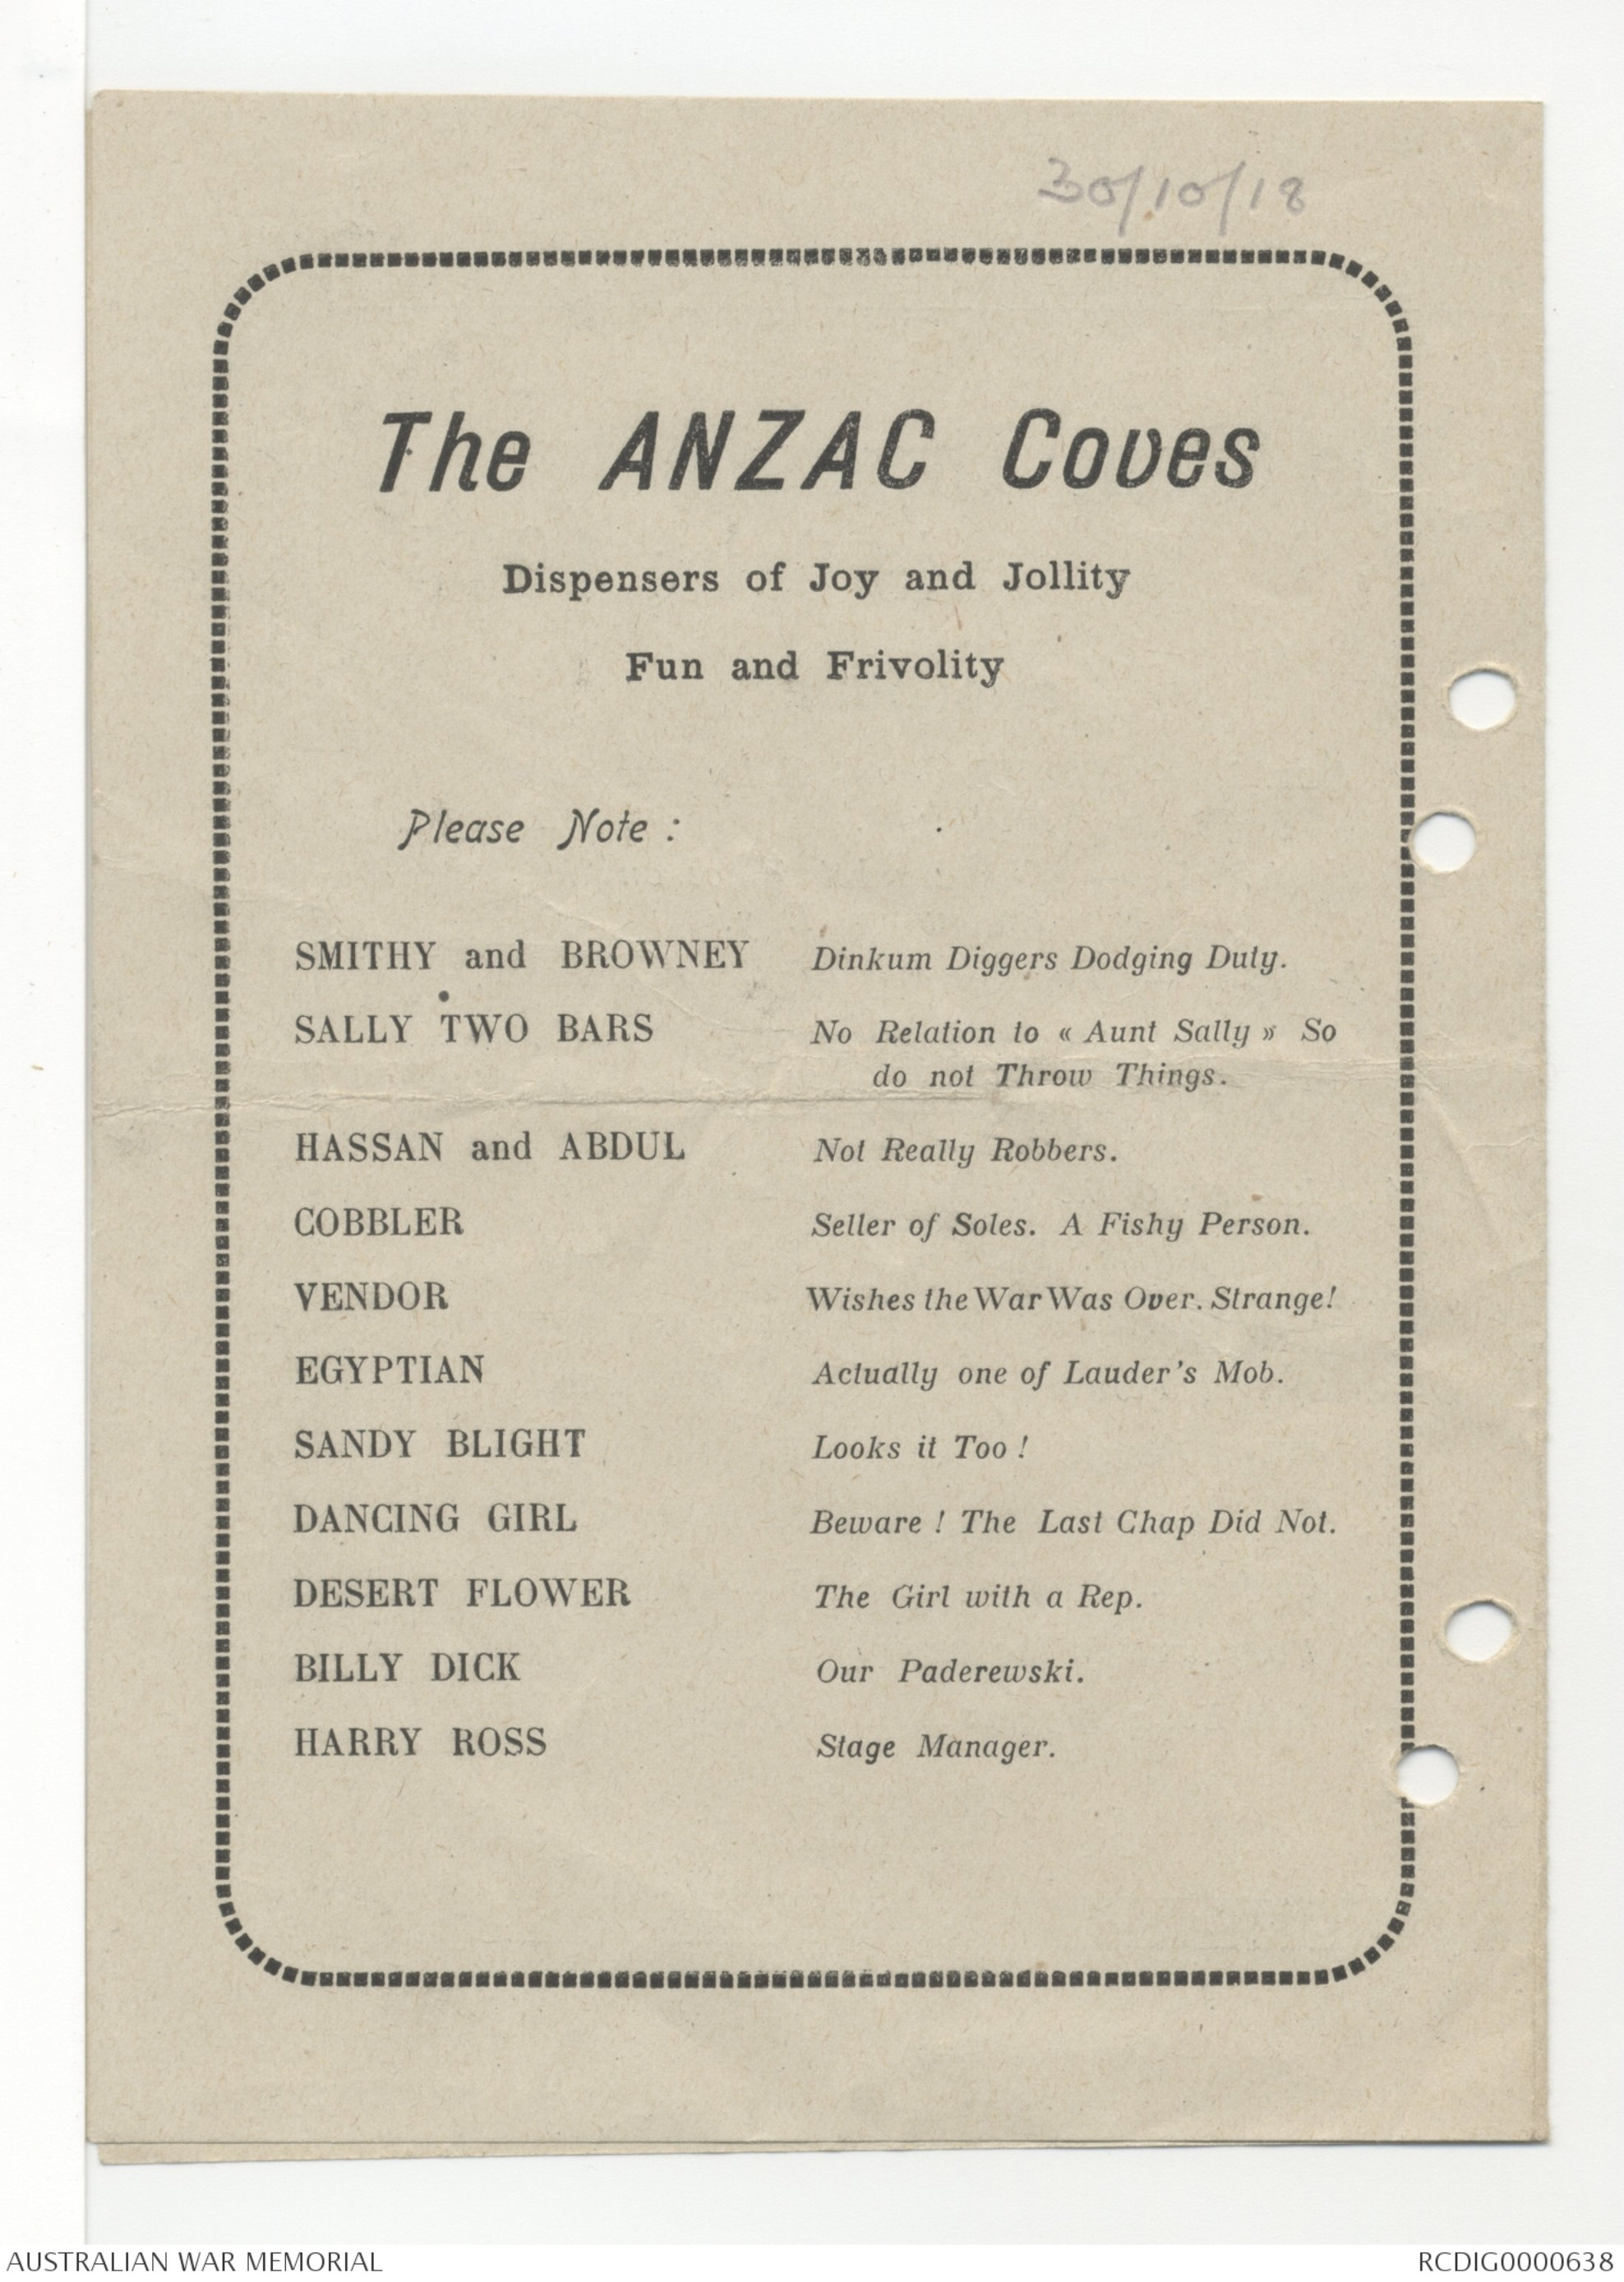 30/10/18
The ANZAC Coves
Dispensers of Joy and Jollity
Fun and Frivolity
Please Note :
SMITHY and BROWNEY Dinkum Diggers Dodging Duty.
SALLY TWO BARS No Relation to « Aunt Sally » So
do not Throw Things.
HASSAN and ABDUL Not Really Robbers.
COBBLER Seller of Soles. A Fishy Person.
VENDOR Wishes the War Was Over. Strange!
EGYPTIAN Actually one of Lauder's Mob.
SANDY BLIGHT Looks it Too !
DANCING GIRL Beware ! The Last Chap Did Not.
DESERT FLOWER The Girl with a Rep.
BILLY DICK Our Paderewski.
HARRY ROSS Stage Manager.
AUSTRALIAN WAR MEMORIAL RCDIG0000638